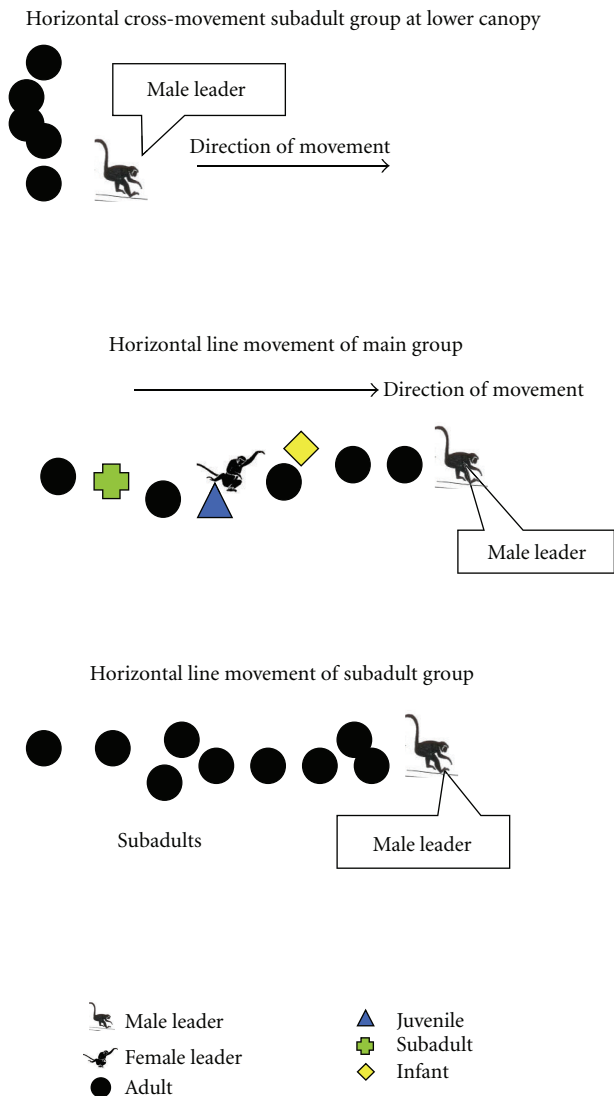 Horizontal cross-movement subadult group at lower canopy
Male leader
Direction of movement
Horizontal line movement of main group
Direction of movement
Male leader
Horizontal line movement of subadult group
Subadults
Male leader
Male leader
Female leader
Adult
Juvenile
Subadult
Infant